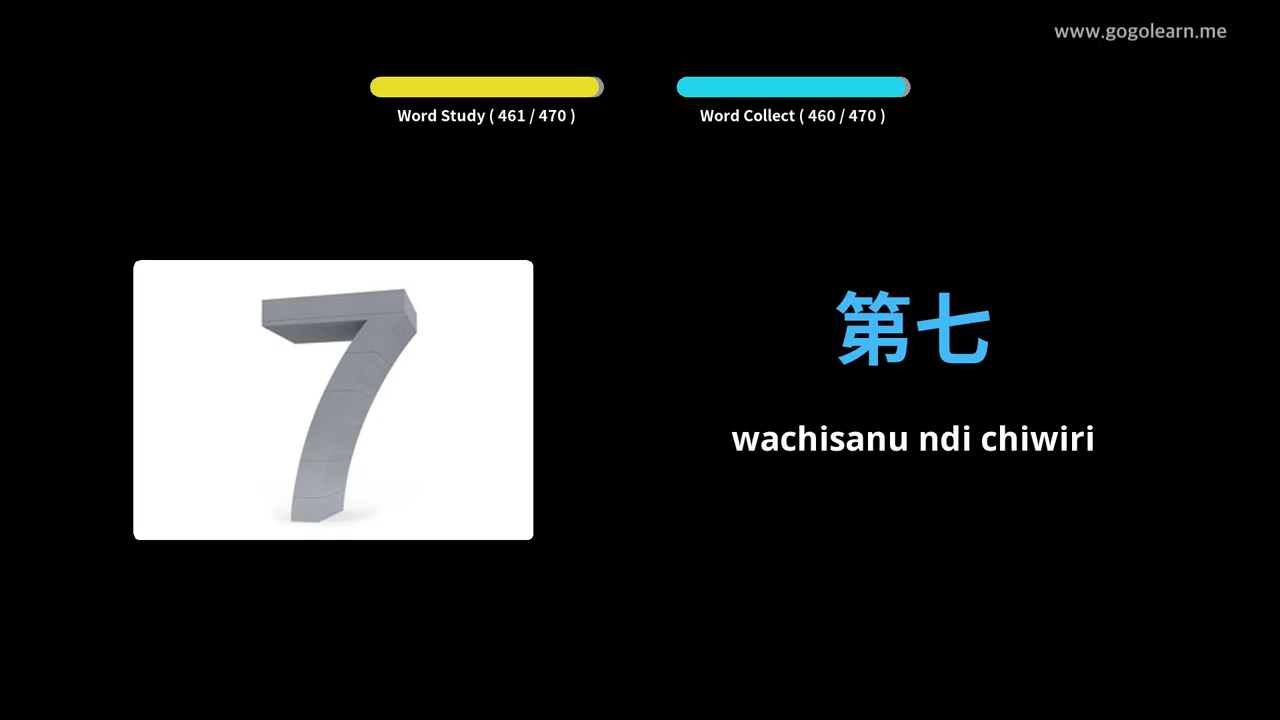 www.gogolearn.me
Word Study ( 461 / 470 )
Word Collect ( 460 / 470 )
7
第七
wachisanu ndi chiwiri